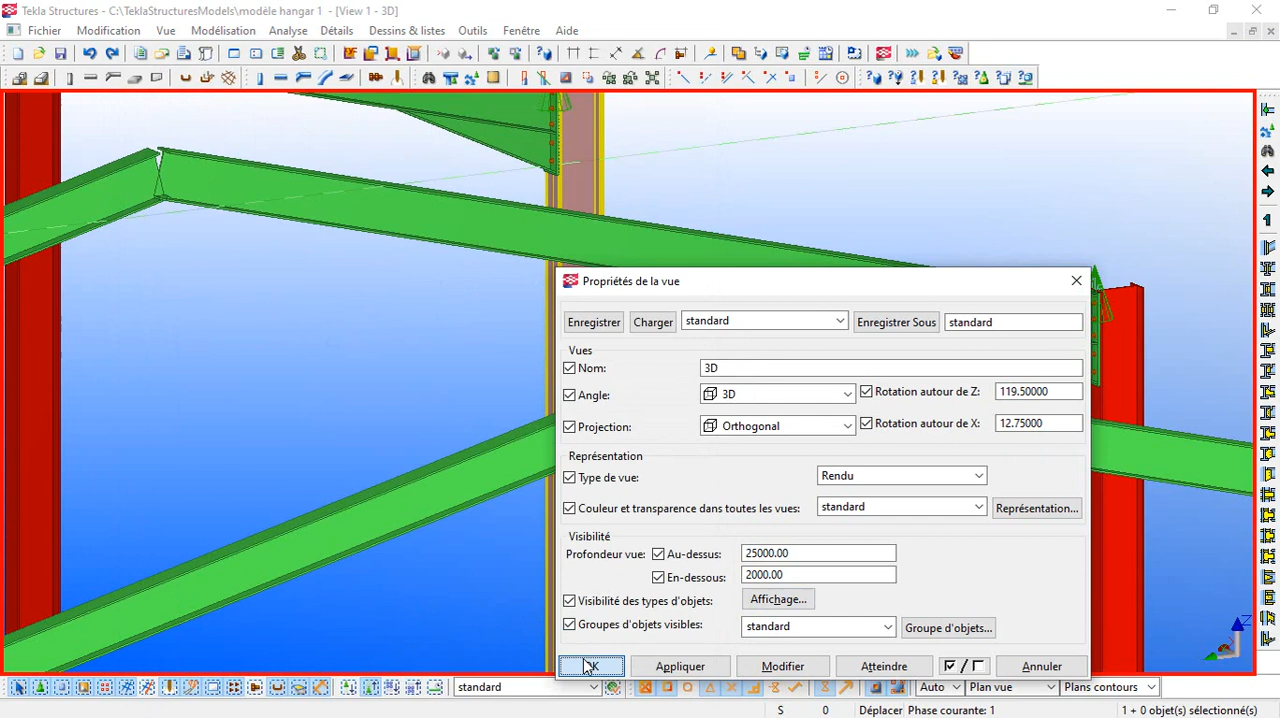 Tekla Structures - C:\TeklaStructuresModels\modèle hangar 1 - [View 1 - 3D]
Fichier Modification Vue Modélisation Analyse Détails Dessins & listes Outils Fenêtre Aide
Propriétés de la vue
Enregistrer Charger standard Enregistrer Sous standard
Vues
Nom: 3D
Angle: 3D Rotation autour de Z: 119.50000
Projection: Orthogonal Rotation autour de X: 12.75000
Représentation
Type de vue: Rendu
Couleur et transparence dans toutes les vues: standard Représentation...
Visibilité
Profondeur vue: Au-dessus: 25000.00
En-dessous: 2000.00
Visibilité des types d'objets: Affichage...
Groupes d'objets visibles: standard Groupe d'objets...
Appliquer Modifier Atteindre / Annuler
Z
standard Auto Plan vue Plans contours
S 0 Déplacer Phase courante: 1 1 + 0 objet(s) sélectionné(s)